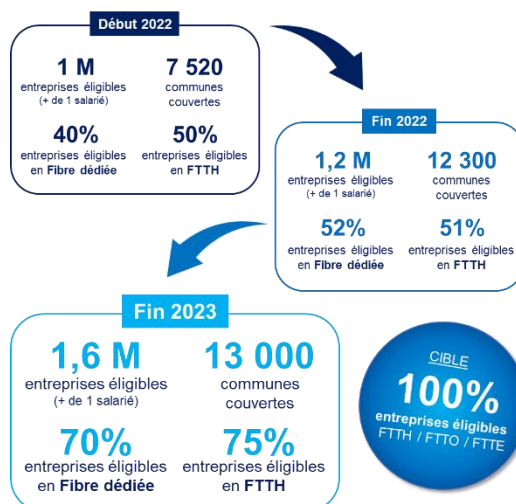 Début 2022
1 M
entreprises éligibles
(+ de 1 salarié)
7 520
communes
couvertes
40%
entreprises éligibles
en Fibre dédiée
50%
entreprises éligibles
en FTTH
Fin 2022
1,2 M
entreprises éligibles
(+ de 1 salarié)
12 300
communes
couvertes
52%
entreprises éligibles
en Fibre dédiée
51%
entreprises éligibles
en FTTH
Fin 2023
1,6 M
entreprises éligibles
(+ de 1 salarié)
13 000
communes
couvertes
70%
entreprises éligibles
en Fibre dédiée
75%
entreprises éligibles
en FTTH
CIBLE
100%
entreprises éligibles
FTTH / FTTO / FTTE